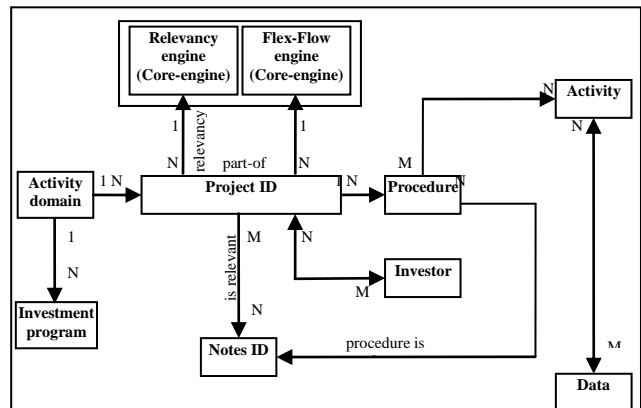 Relevancy
engine
(Core-engine)
Flex-Flow
engine
(Core-engine)
1
relevancy
1
N
part-of
N
N
Activity
N
M
Activity
domain
1 N
Project ID
1 N
Procedure
N
1
N
Investment
program
is relevant
M
N
N
M
Investor
Notes ID
procedure is
M
Data